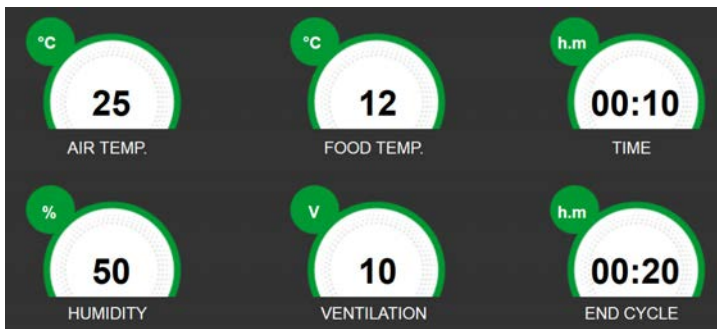 °C °C h.m
25 12 00:10
AIR TEMP. FOOD TEMP. TIME
% V h.m
50 10 00:20
HUMIDITY VENTILATION END CYCLE